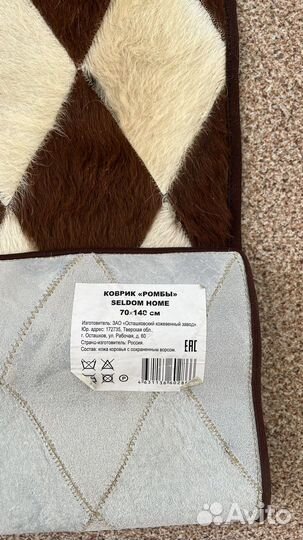 КОВРИК «РОМБЫ»
SELDOM HOME
70×140 см
Изготовитель: ЗАО «Осташковский кожевенный завод»
Юр. адрес: 172735, Тверская обл.,
г. Осташков, ул. Рабочая, д. 60
Страна-изготовитель: Россия.
Состав: кожа коровья с сохраненным ворсом.
EAC
Avito